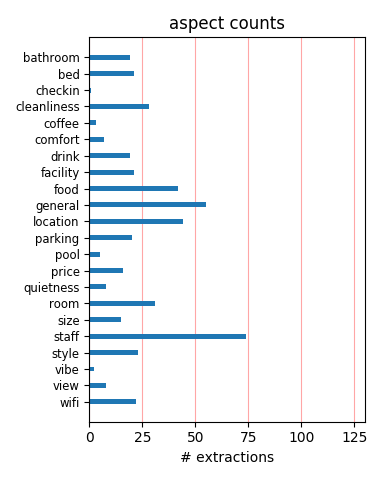 aspect counts
bathroom
bed
checkin
cleanliness
coffee
comfort
drink
facility
food
general
location
parking
pool
price
quietness
room
size
staff
style
vibe
view
wifi
0 25 50 75 100 125
# extractions